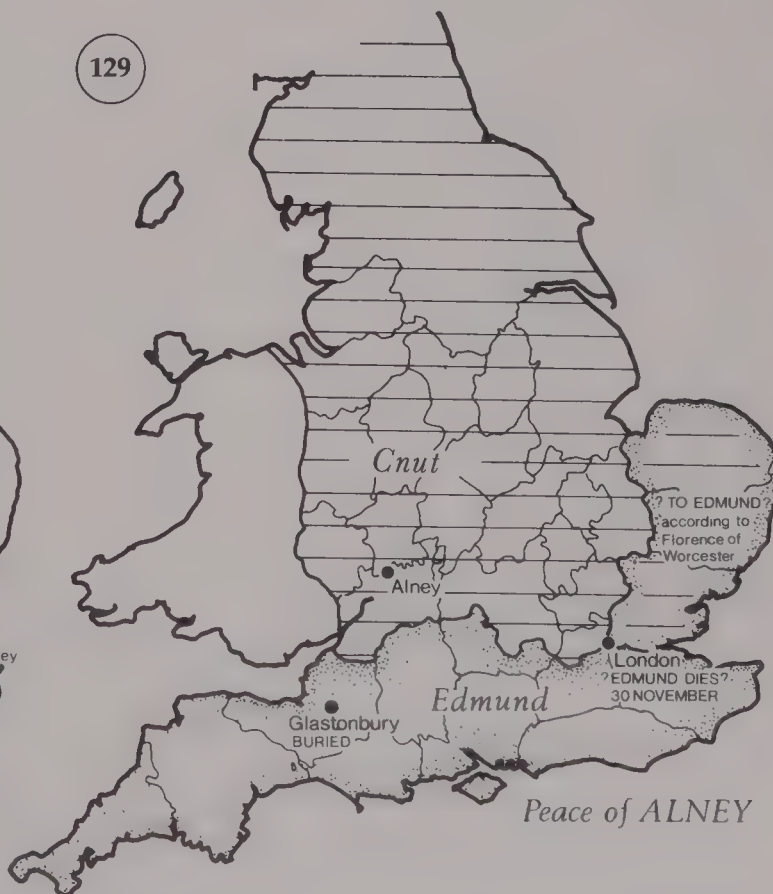 129
Cnut
? TO EDMUND?
according to
Florence of
Worcester
Alney
ey
London
?EDMUND DIES?
30 NOVEMBER
Edmund
Glastonbury
BURIED
Peace of ALNEY